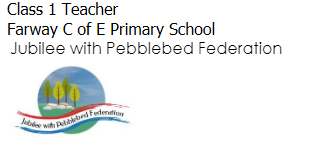 Class 1 Teacher
Farway C of E Primary School
Jubilee with Pebblebed Federation
Jubilee with Pebblebed Federation